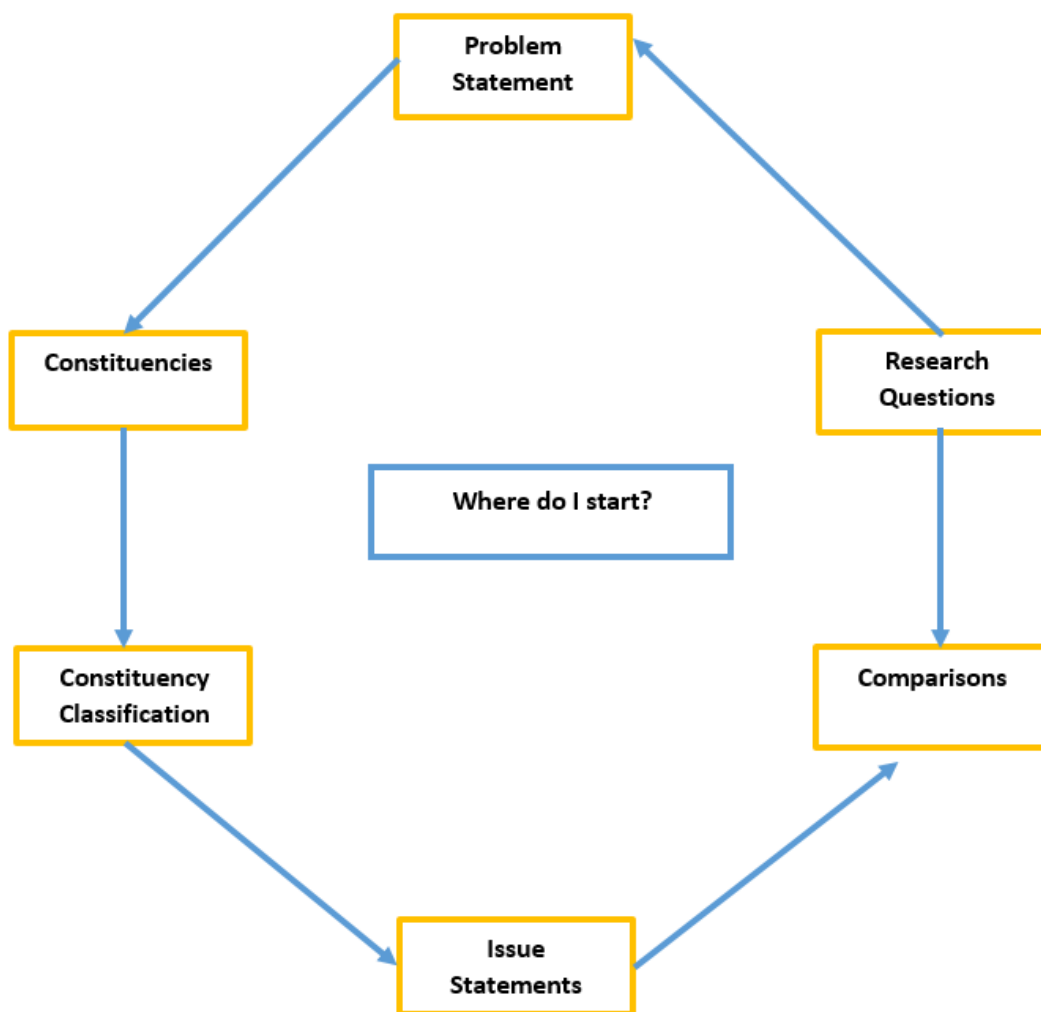 Problem
Statement
Constituencies
Research
Questions
Where do I start?
Constituency
Classification
Comparisons
Issue
Statements